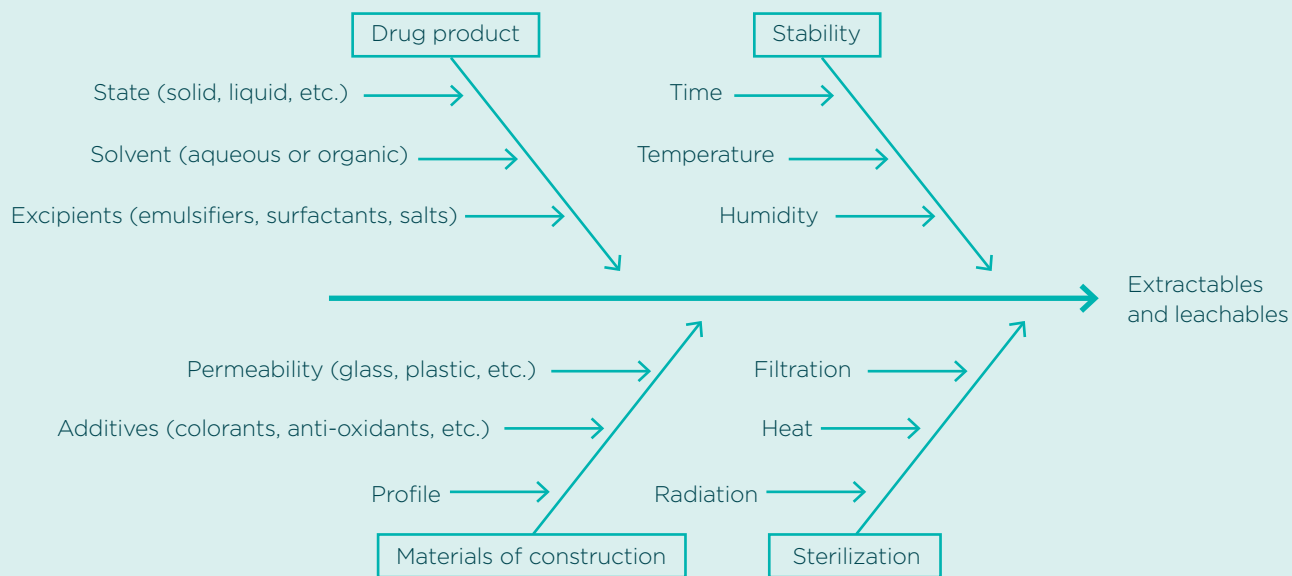 Drug product
State (solid, liquid, etc.)
Solvent (aqueous or organic)
Excipients (emulsifiers, surfactants, salts)
Stability
Time
Temperature
Humidity
Extractables
and leachables
Permeability (glass, plastic, etc.)
Additives (colorants, anti-oxidants, etc.)
Profile
Materials of construction
Filtration
Heat
Radiation
Sterilization